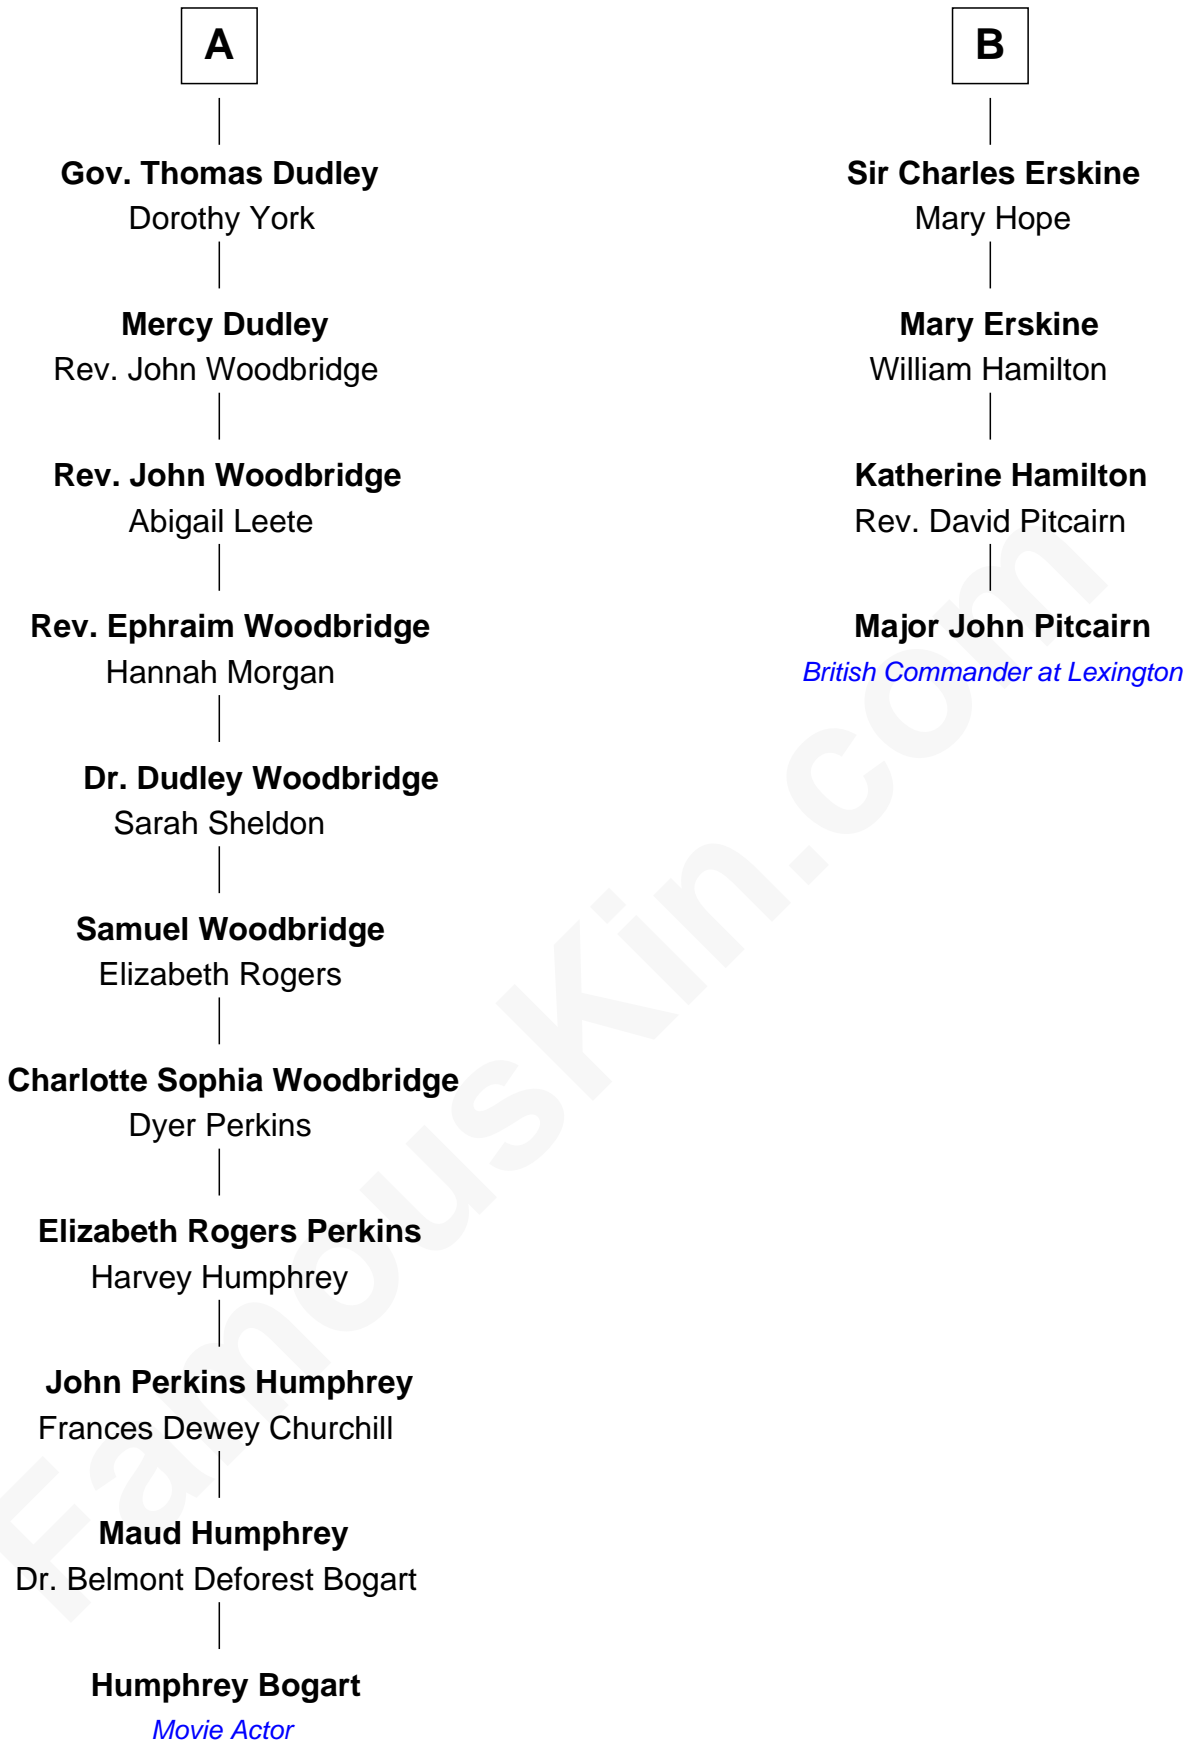 A
Gov. Thomas Dudley
Dorothy York
Mercy Dudley
Rev. John Woodbridge
Rev. John Woodbridge
Abigail Leete
Rev. Ephraim Woodbridge
Hannah Morgan
Dr. Dudley Woodbridge
Sarah Sheldon
Samuel Woodbridge
Elizabeth Rogers
Charlotte Sophia Woodbridge
Dyer Perkins
Elizabeth Rogers Perkins
Harvey Humphrey
John Perkins Humphrey
Frances Dewey Churchill
Maud Humphrey
Dr. Belmont Deforest Bogart
Humphrey Bogart
Movie Actor
B
Sir Charles Erskine
Mary Hope
Mary Erskine
William Hamilton
Katherine Hamilton
Rev. David Pitcairn
Major John Pitcairn
British Commander at Lexington
FamousKin.com